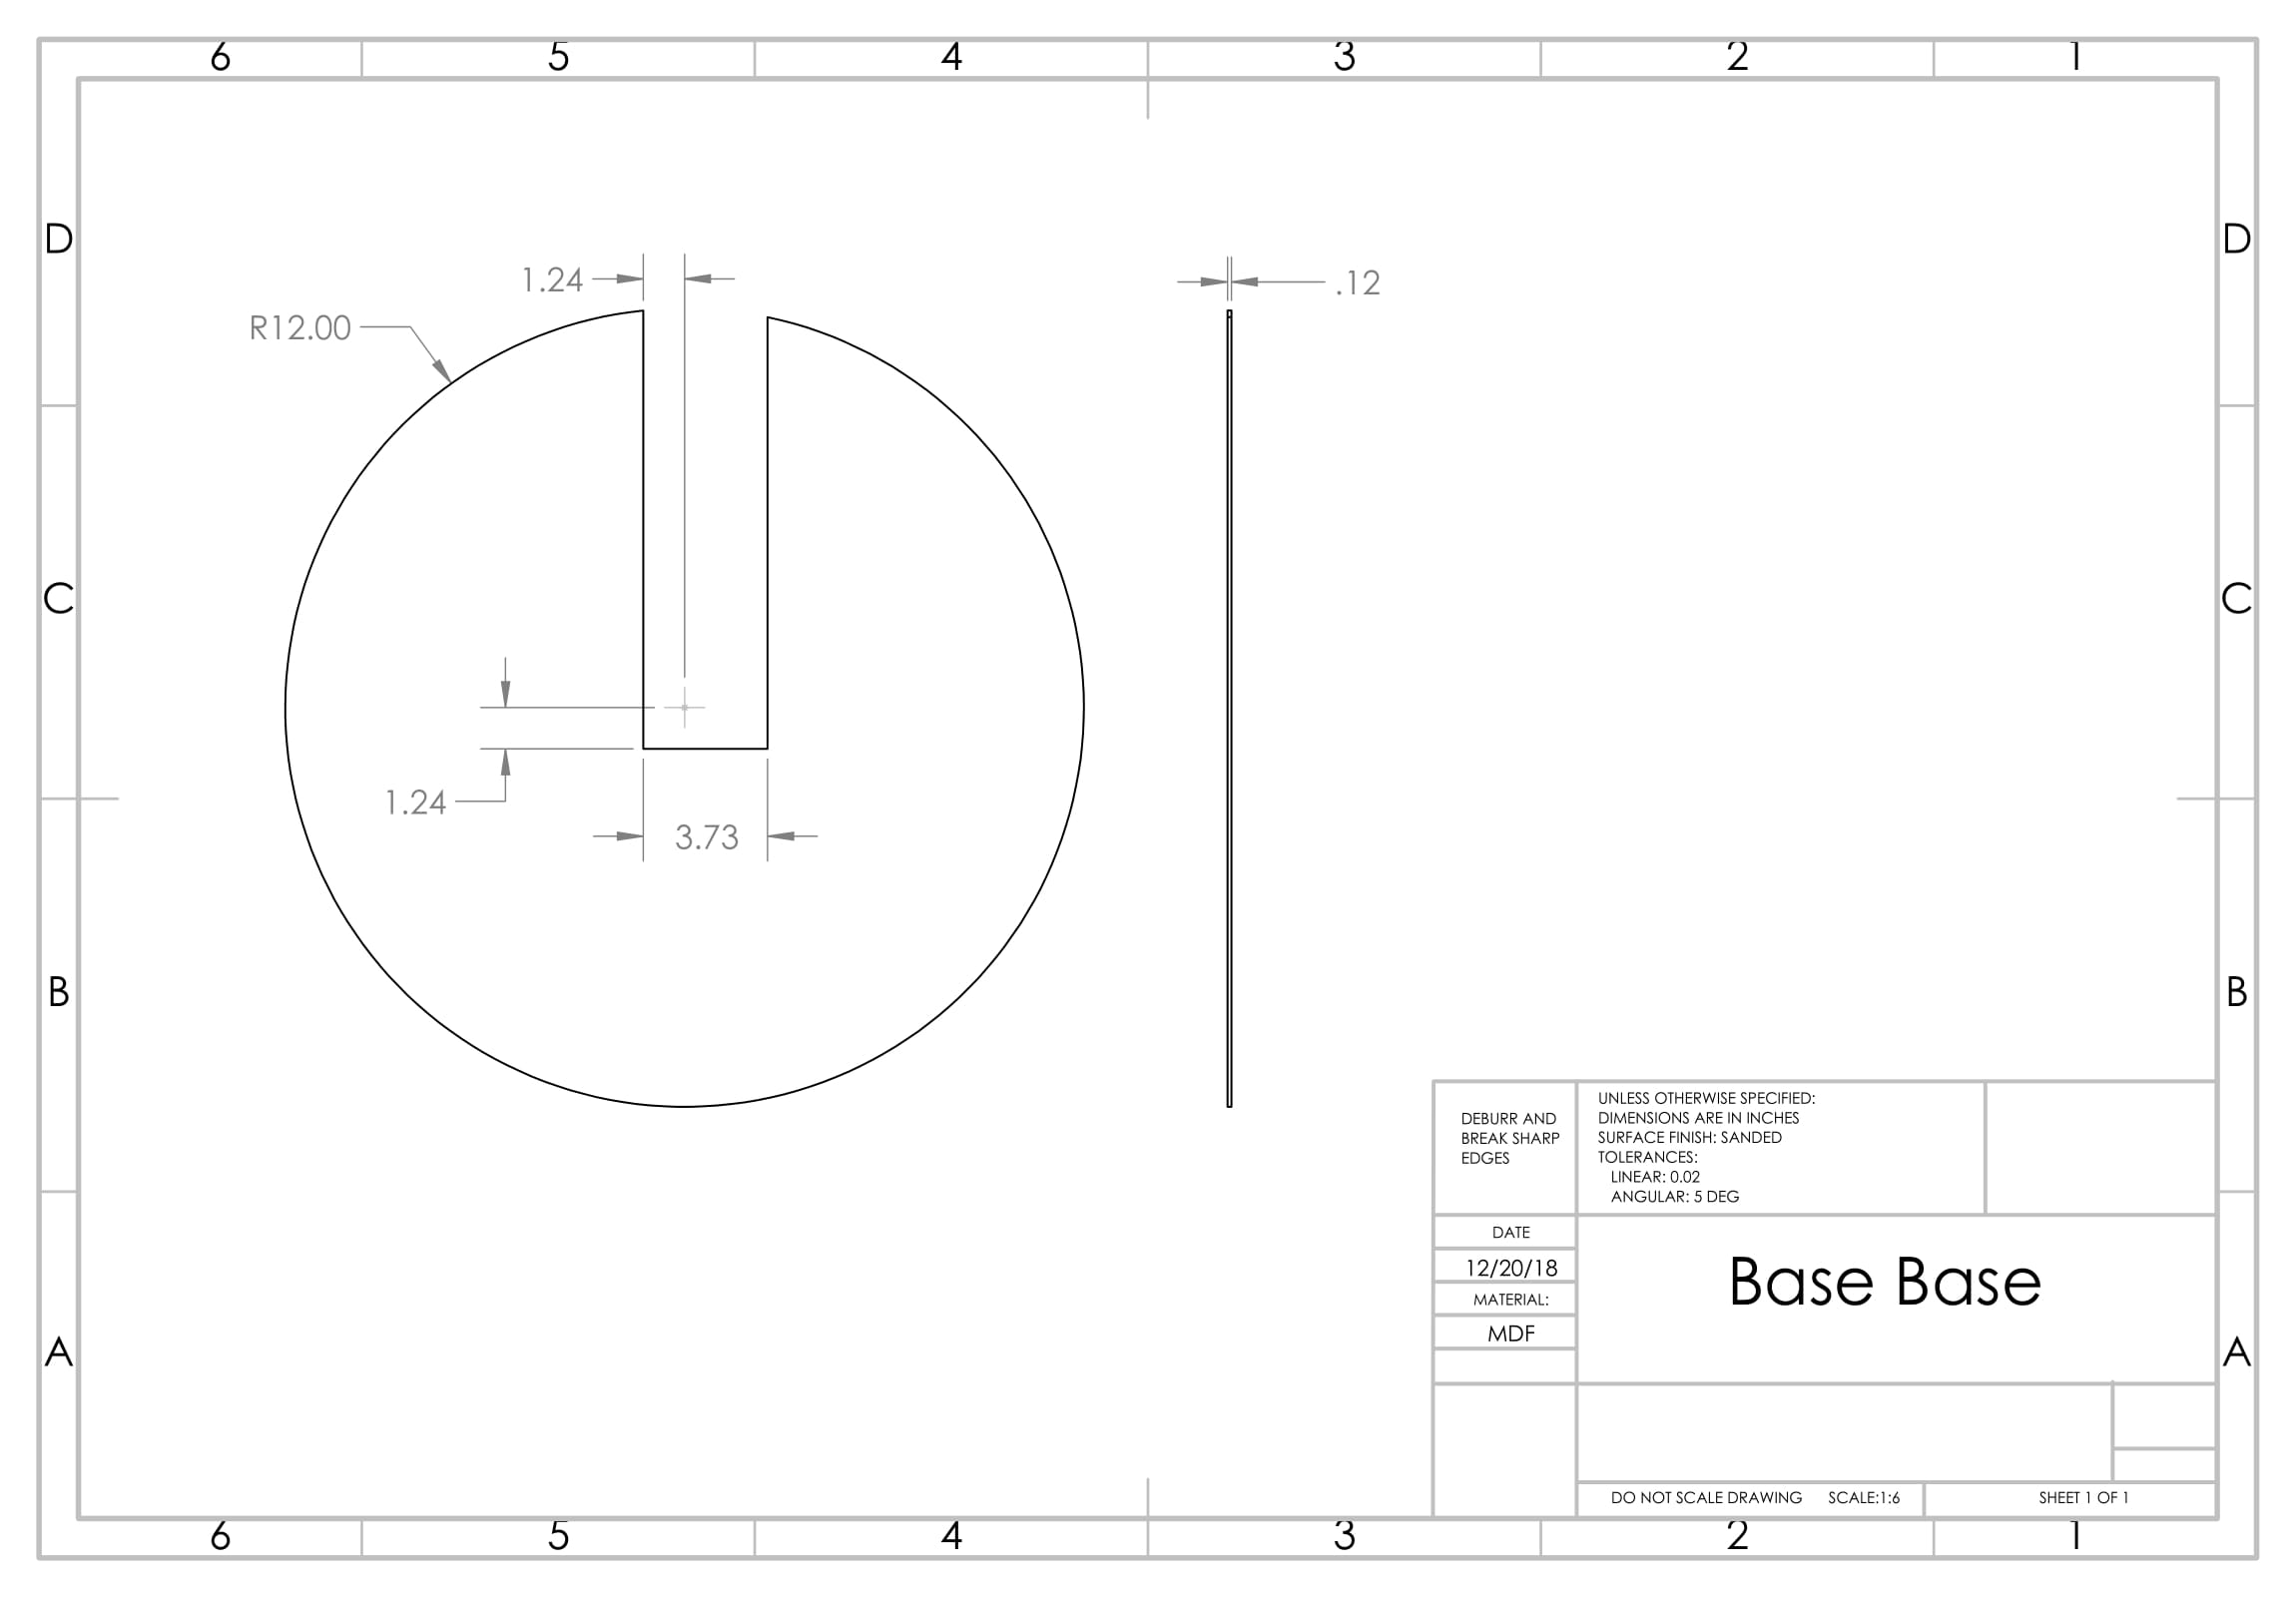 6 5 4 3 2 1
D D
1.24
.12
R12.00
C C
1.24
3.73
B B
DEBURR AND
BREAK SHARP
EDGES
UNLESS OTHERWISE SPECIFIED:
DIMENSIONS ARE IN INCHES
SURFACE FINISH: SANDED
TOLERANCES:
LINEAR: 0.02
ANGULAR: 5 DEG
DATE
12/20/18
MATERIAL:
MDF
Base Base
A A
DO NOT SCALE DRAWING SCALE:1:6 SHEET 1 OF 1
6 5 4 3 2 1